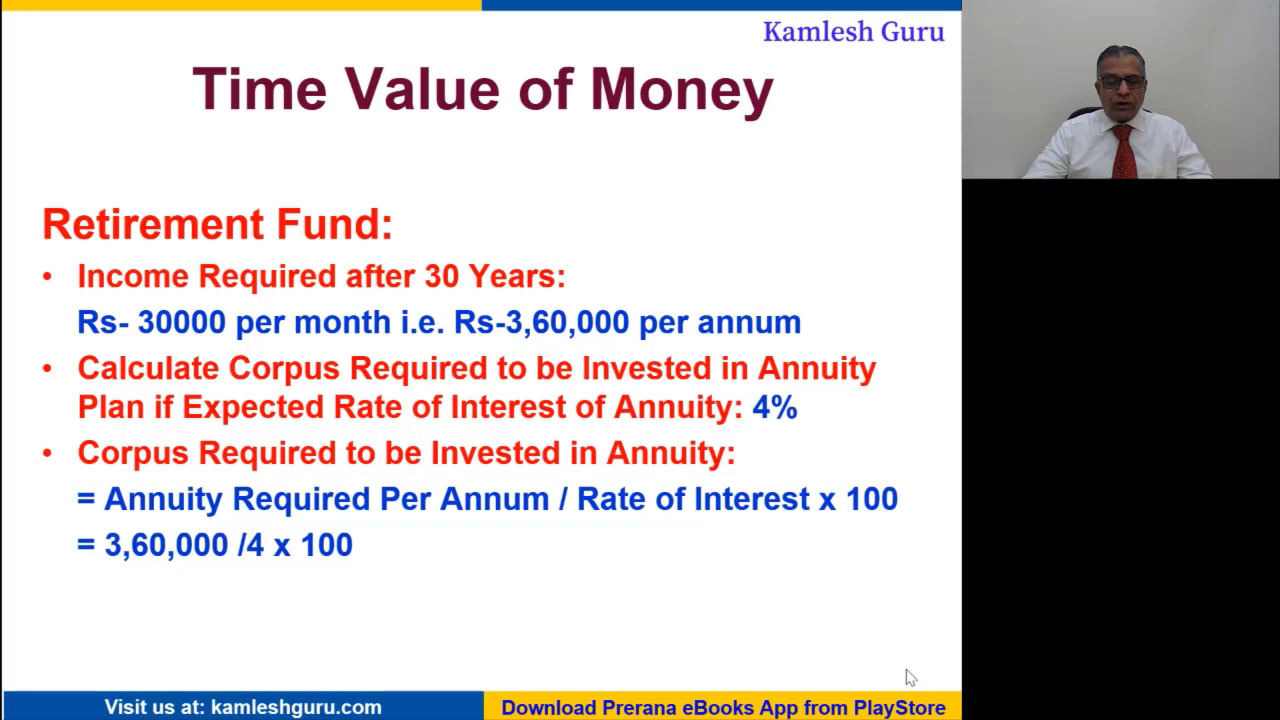 Kamlesh Guru
Time Value of Money
Retirement Fund:
• Income Required after 30 Years:
Rs- 30000 per month i.e. Rs-3,60,000 per annum
• Calculate Corpus Required to be Invested in Annuity
Plan if Expected Rate of Interest of Annuity: 4%
• Corpus Required to be Invested in Annuity:
= Annuity Required Per Annum / Rate of Interest x 100
= 3,60,000 /4 x 100
Visit us at: kamleshguru.com
Download Prerana eBooks App from PlayStore